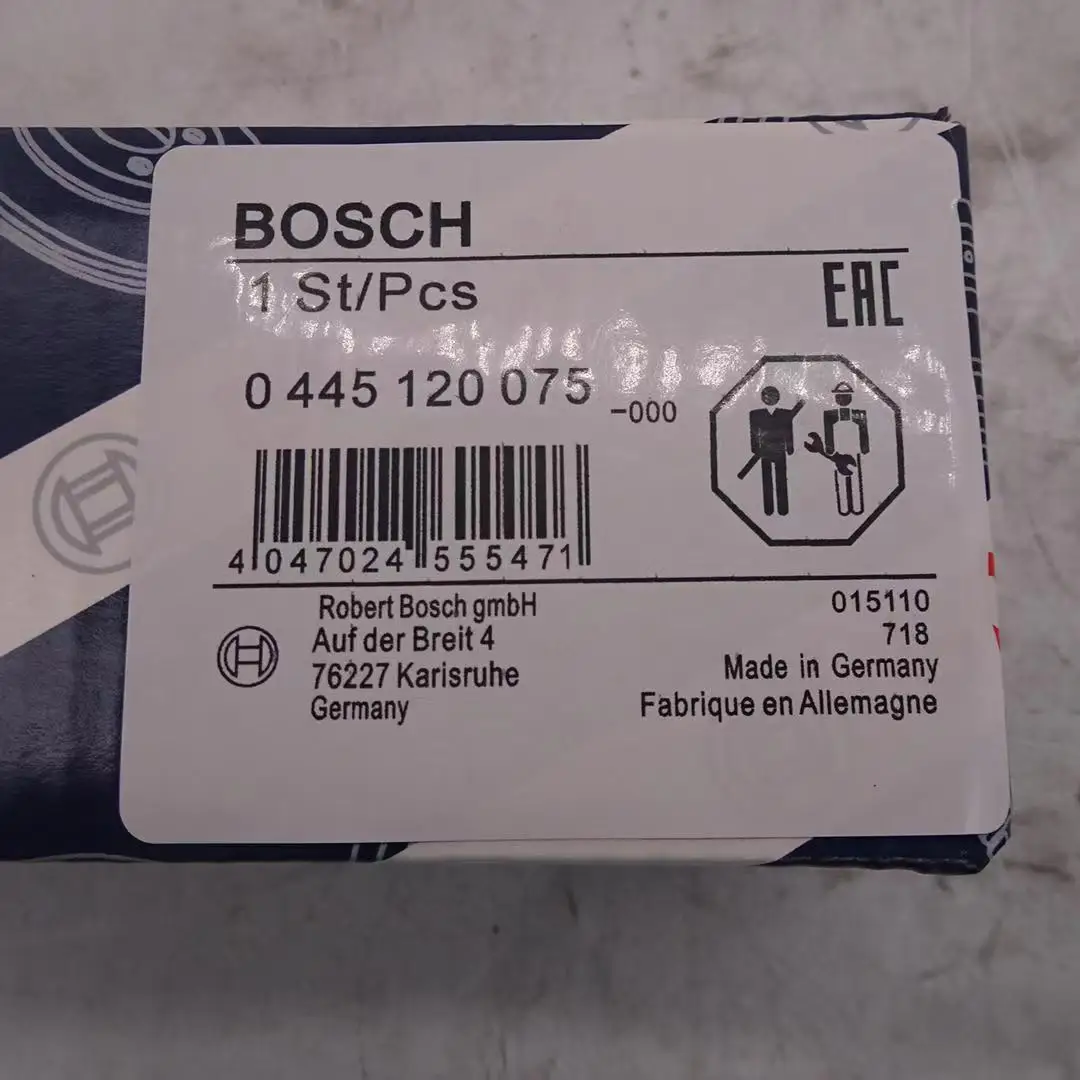 BOSCH
1 St/Pcs
EAC
0 445 120 075 -000
4 047024 555471
Robert Bosch gmbH
Auf der Breit 4
76227 Karisruhe
Germany
015110
718
Made in Germany
Fabrique en Allemagne